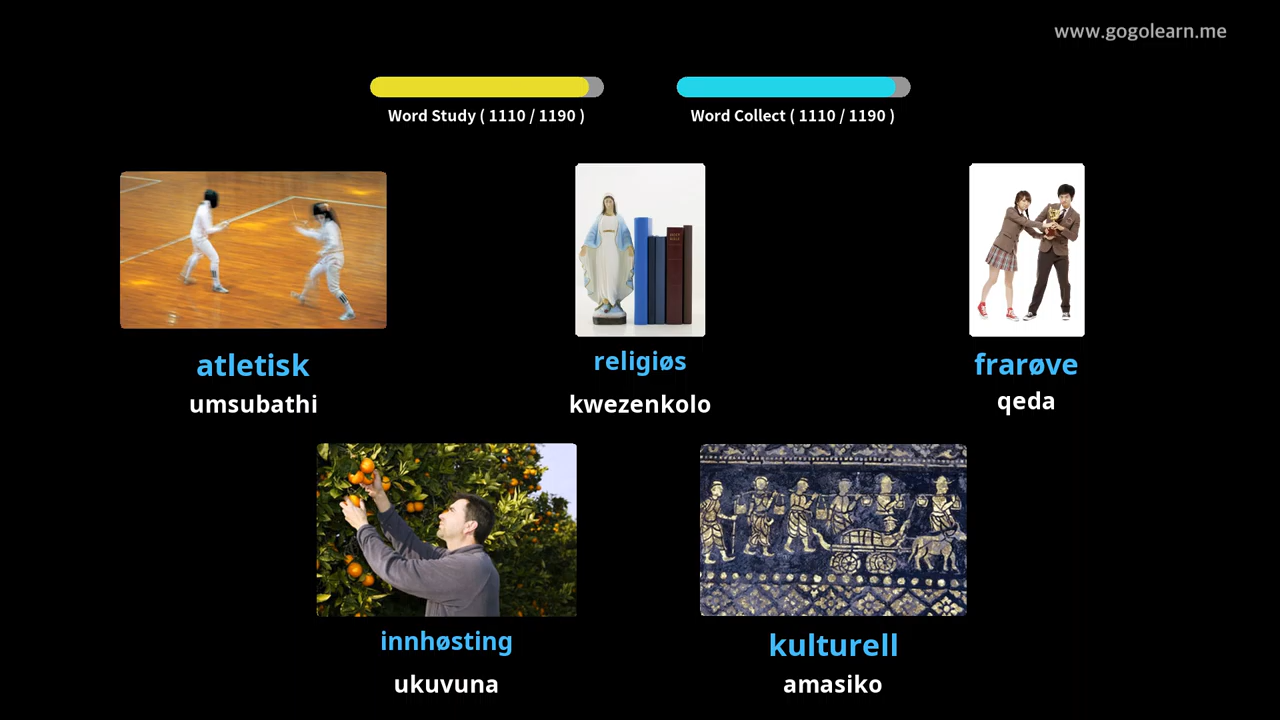 www.gogolearn.me
Word Study ( 1110 / 1190 )
Word Collect ( 1110 / 1190 )
atletisk
umsubathi
religiøs
kwezenkolo
frarøve
qeda
innhøsting
ukuvuna
kulturell
amasiko